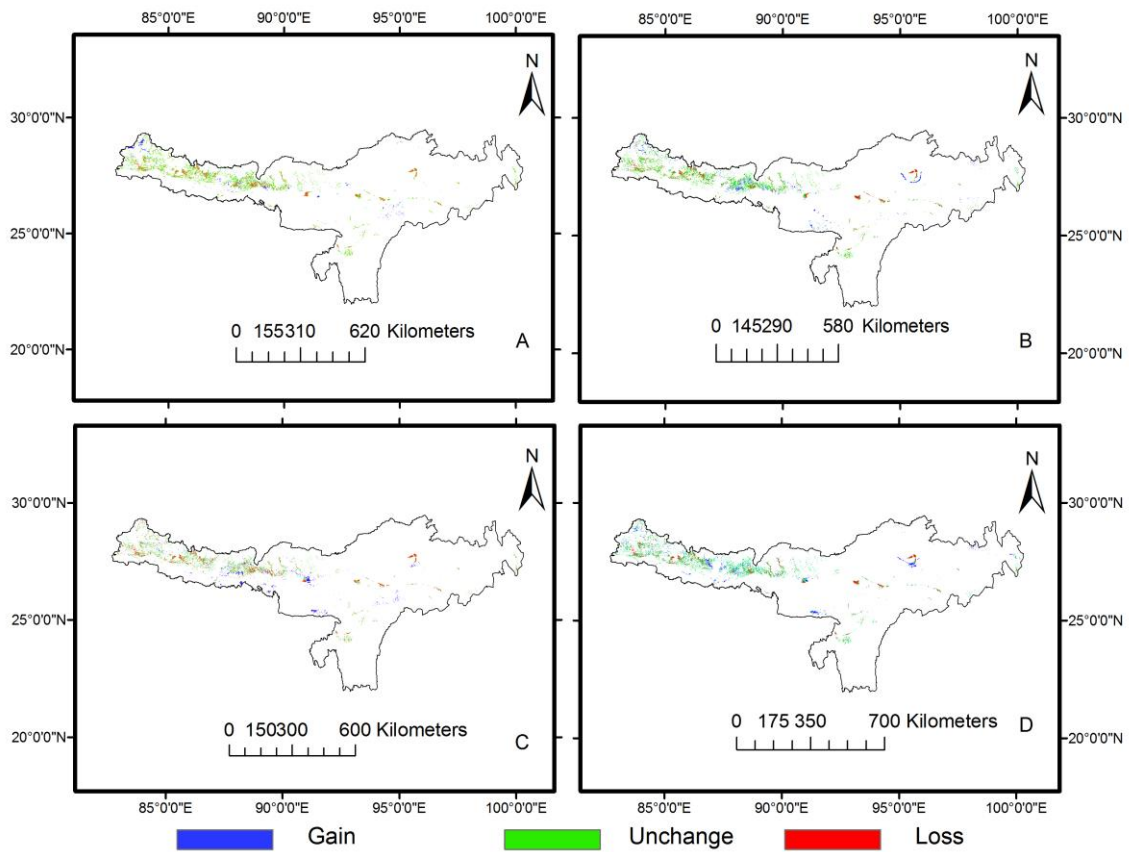 85°0'0"E 90°0'0"E 95°0'0"E 100°0'0"E 85°0'0"E 90°0'0"E 95°0'0"E 100°0'0"E
N N
30°0'0"N 30°0'0"N
25°0'0"N 25°0'0"N
0 155310 620 Kilometers A 0 145290 580 Kilometers B
20°0'0"N 20°0'0"N
N N
30°0'0"N 30°0'0"N
25°0'0"N 25°0'0"N
0 150300 600 Kilometers C 0 175 350 700 Kilometers D
20°0'0"N 20°0'0"N
85°0'0"E 90°0'0"E 95°0'0"E 100°0'0"E 85°0'0"E 90°0'0"E 95°0'0"E 100°0'0"E
Gain Unchange Loss